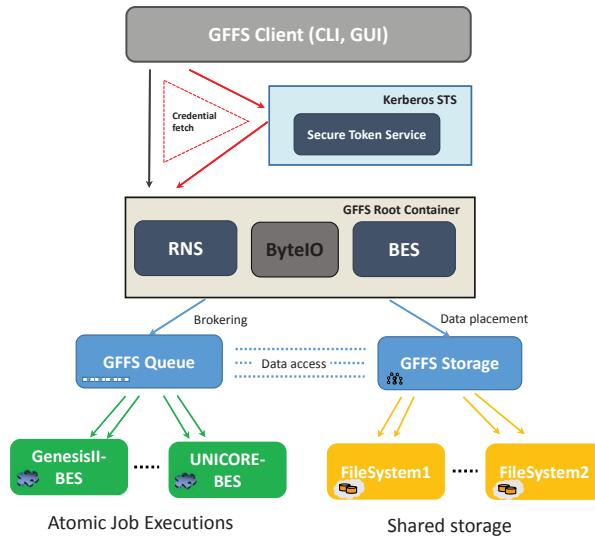 GFFS Client (CLI, GUI)
Credential
fetch
Kerberos STS
Secure Token Service
GFFS Root Container
RNS
ByteIO
BES
Brokering
Data placement
GFFS Queue
Data access
GFFS Storage
GenesisII-
BES
UNICORE-
BES
FileSystem1
FileSystem2
Atomic Job Executions
Shared storage